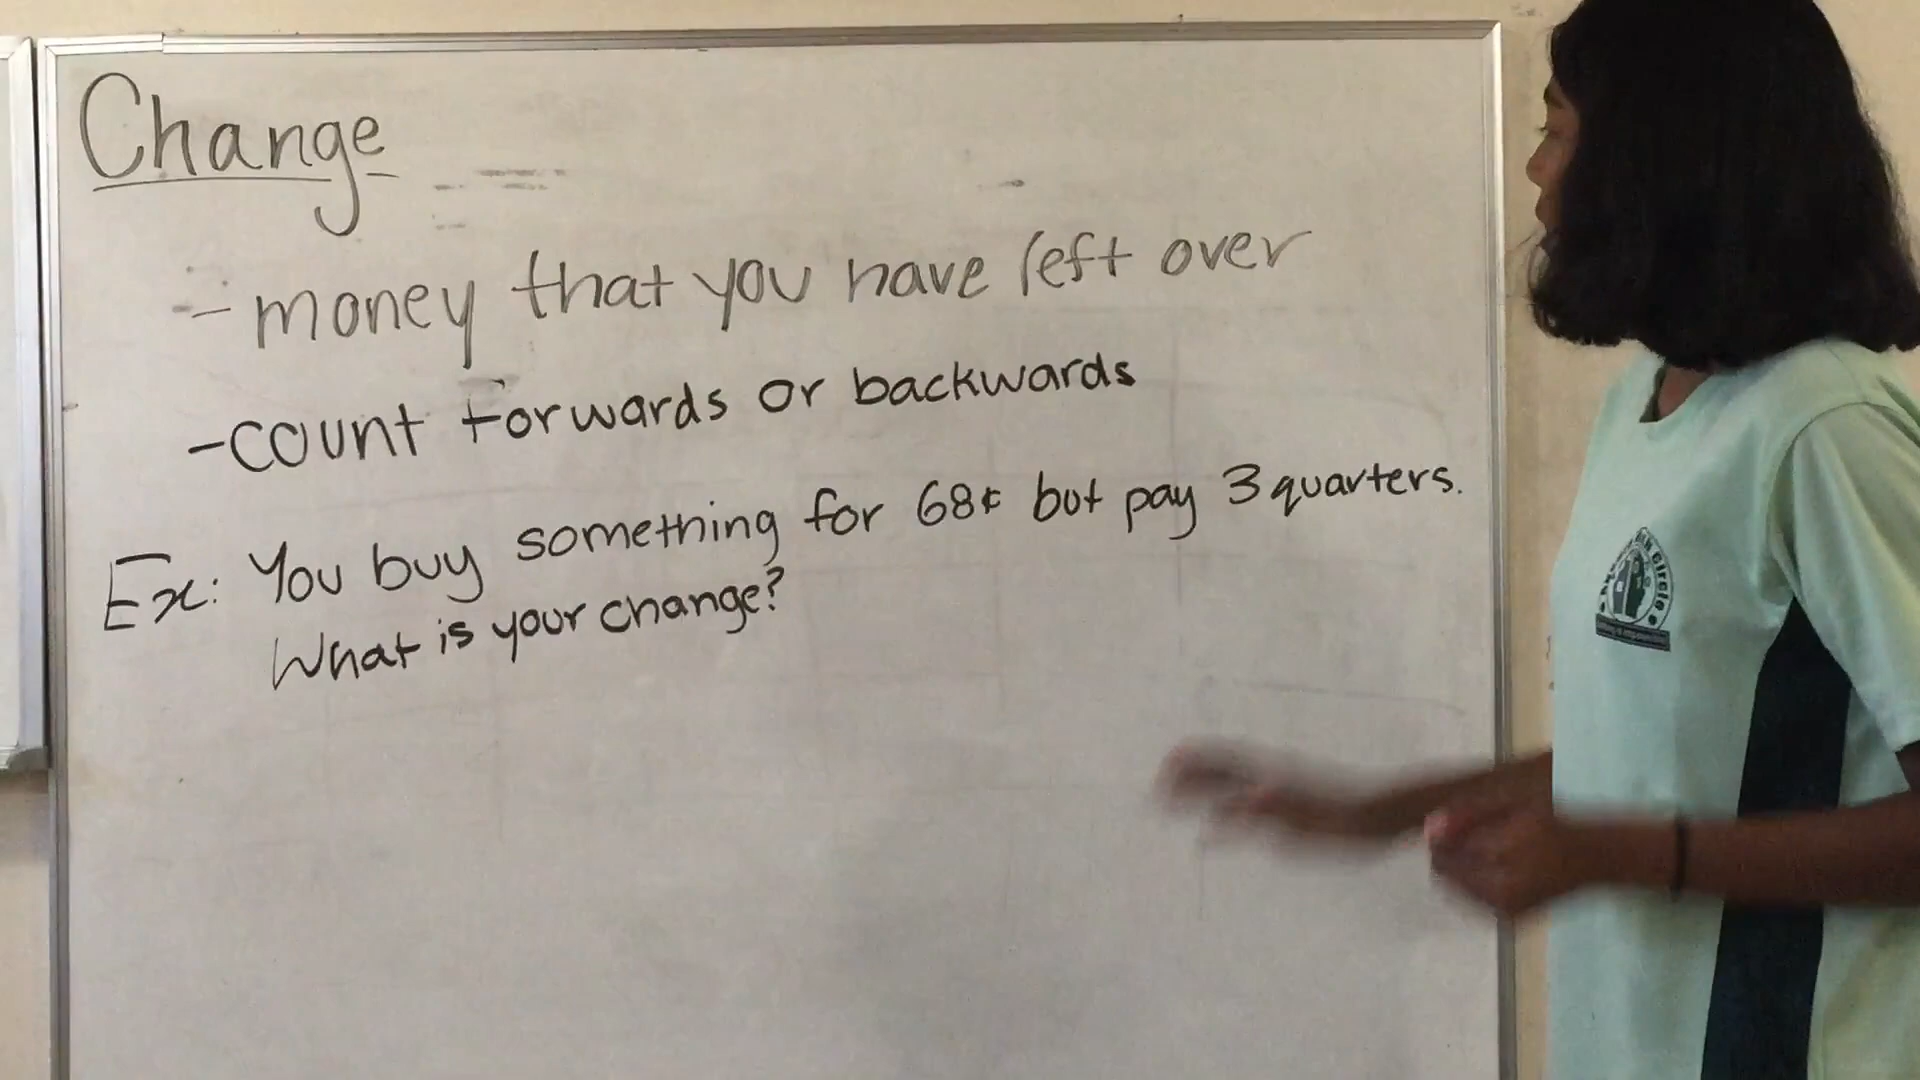 Change
- money that you have left over
- count forwards or backwards
Ex: You buy something for 68¢ but pay 3 quarters.
What is your change?
Circle